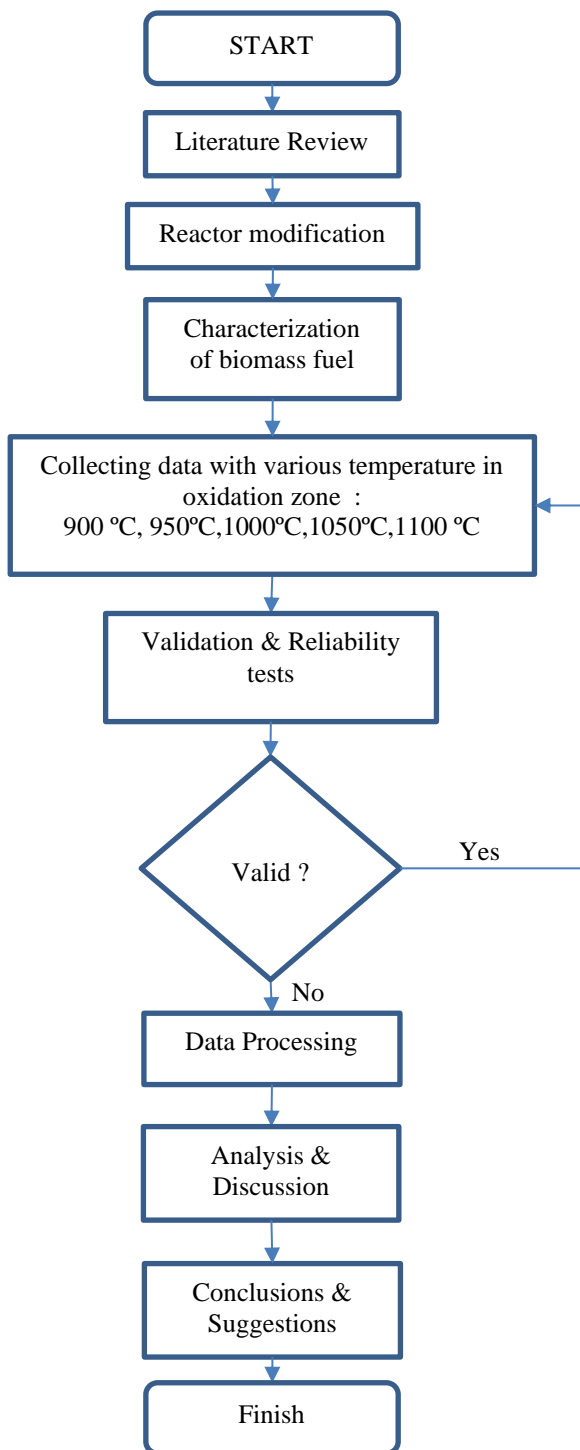 START
Literature Review
Reactor modification
Characterization
of biomass fuel
Collecting data with various temperature in
oxidation zone :
900 ºC, 950ºC,1000ºC,1050ºC,1100 ºC
Validation & Reliability
tests
Valid ?
Yes
No
Data Processing
Analysis &
Discussion
Conclusions &
Suggestions
Finish